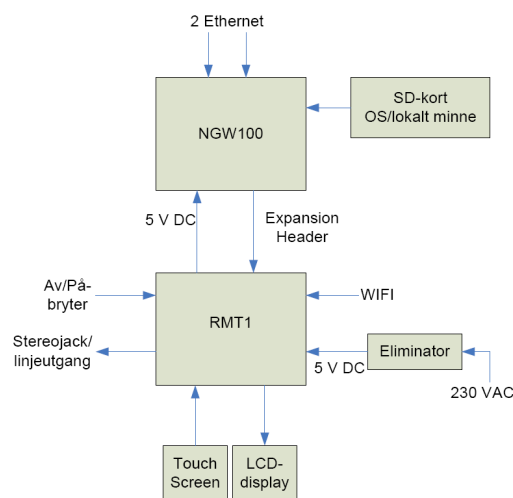 2 Ethernet
NGW100
SD-kort
OS/lokalt minne
5 V DC
Expansion
Header
Av/På-
bryter
WIFI
RMT1
Stereojack/
linjeutgang
5 V DC
Eliminator
230 VAC
Touch
Screen
LCD-
display